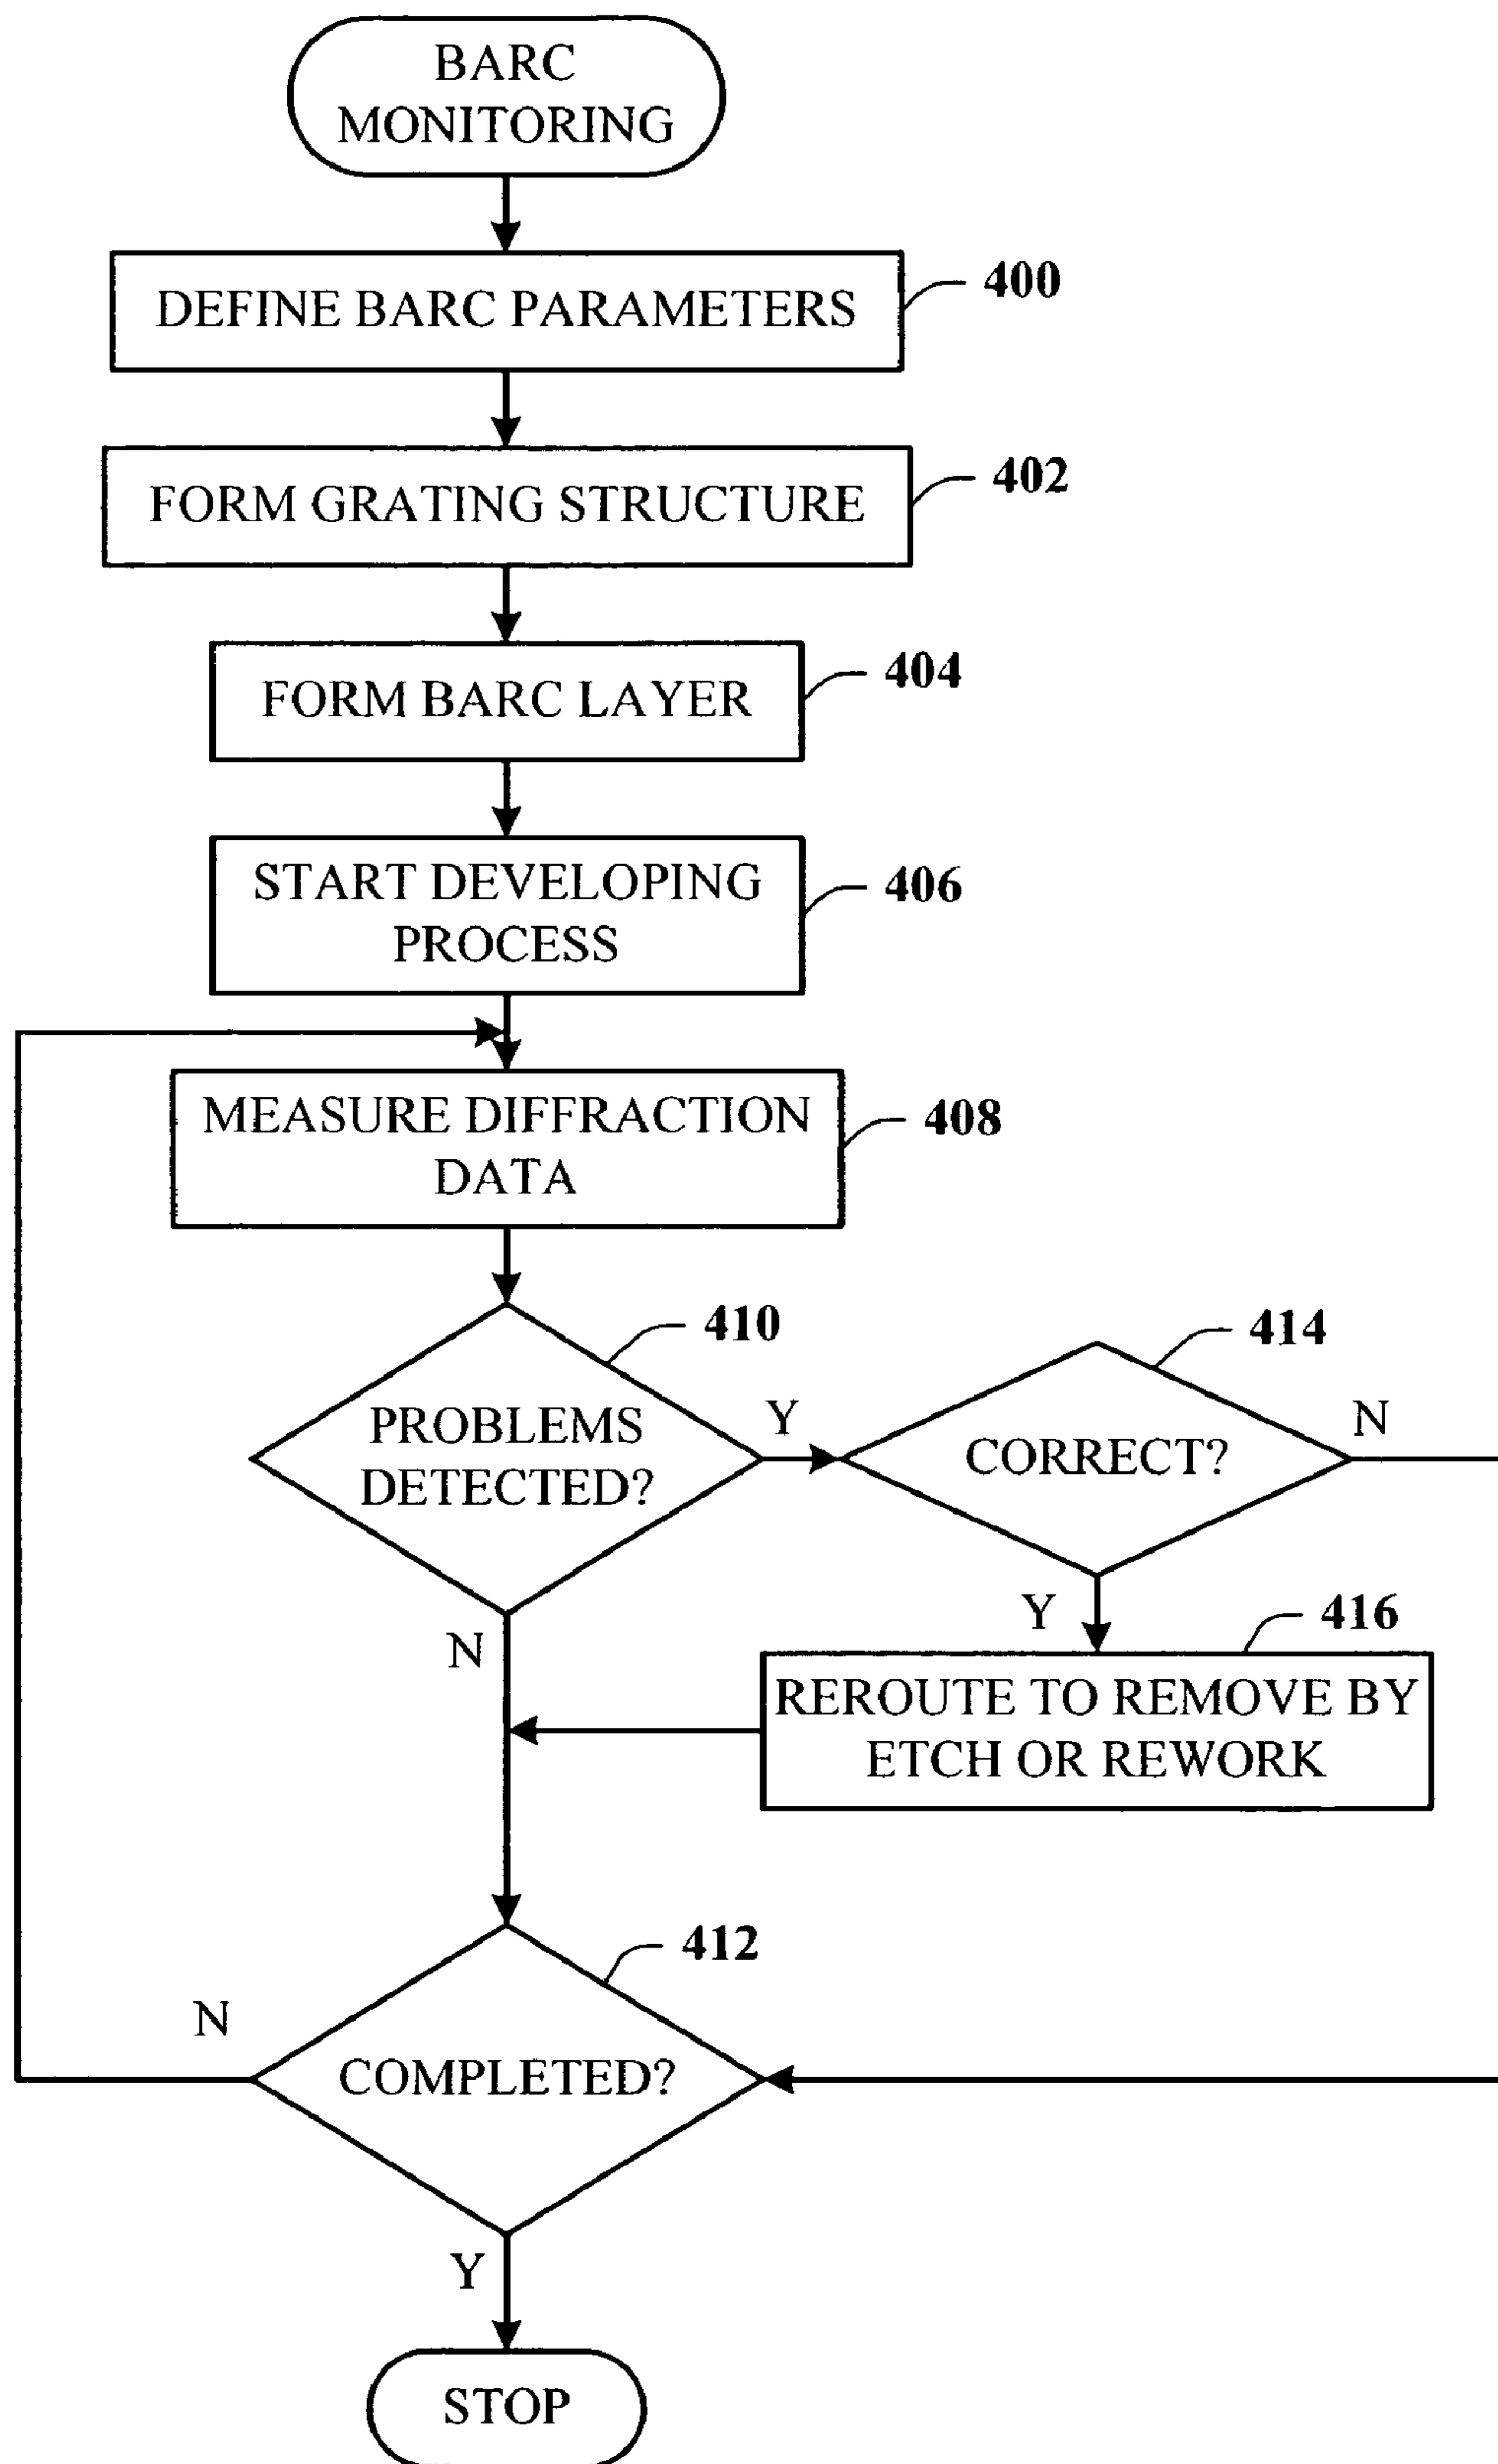 BARC
MONITORING
DEFINE BARC PARAMETERS
400
FORM GRATING STRUCTURE
402
FORM BARC LAYER
404
START DEVELOPING
PROCESS
406
MEASURE DIFFRACTION
DATA
408
410
PROBLEMS
DETECTED?
Y
N
414
CORRECT?
N
Y
416
REROUTE TO REMOVE BY
ETCH OR REWORK
412
COMPLETED?
N
Y
STOP